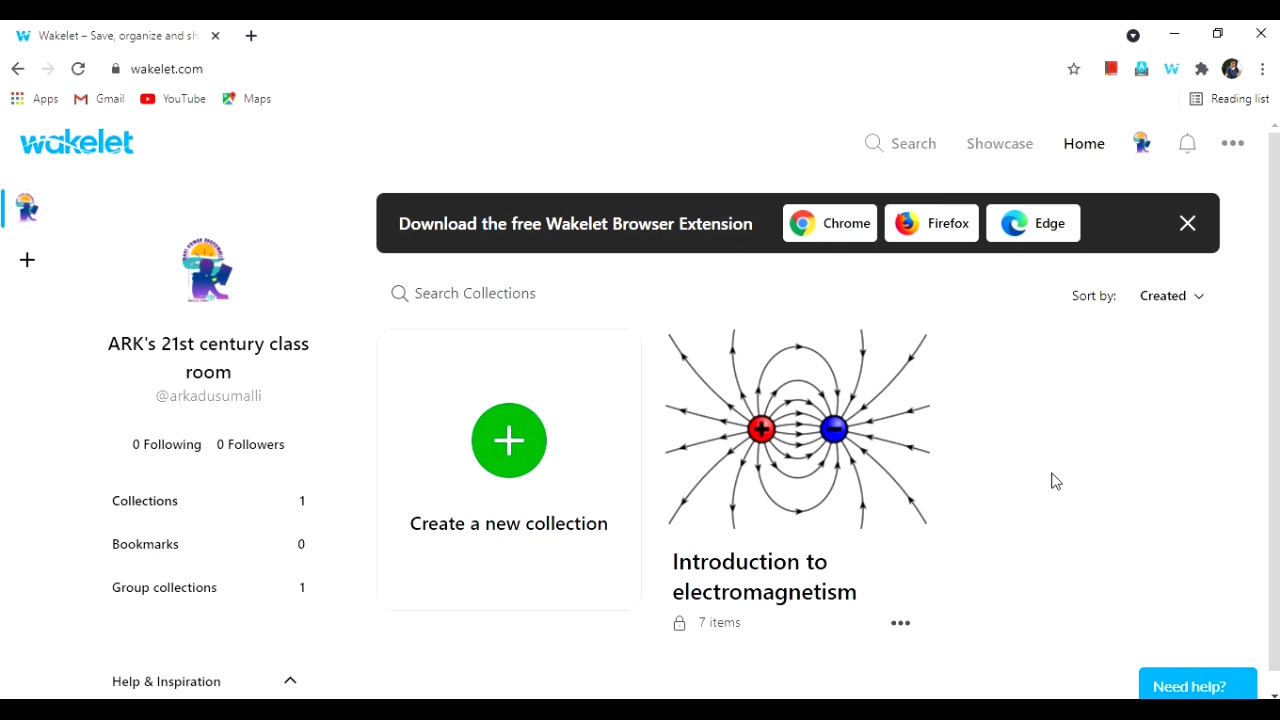 Wakelet – Save, organize and sh
wakelet.com
Apps Gmail YouTube Maps Reading list
wakelet Search Showcase Home
Download the free Wakelet Browser Extension Chrome Firefox Edge
Search Collections Sort by: Created
ARK's 21st century class
room
@arkadusumalli
0 Following 0 Followers
Collections 1
Bookmarks 0
Group collections 1
Help & Inspiration
Create a new collection
+ −
Introduction to
electromagnetism
7 items
Need help?